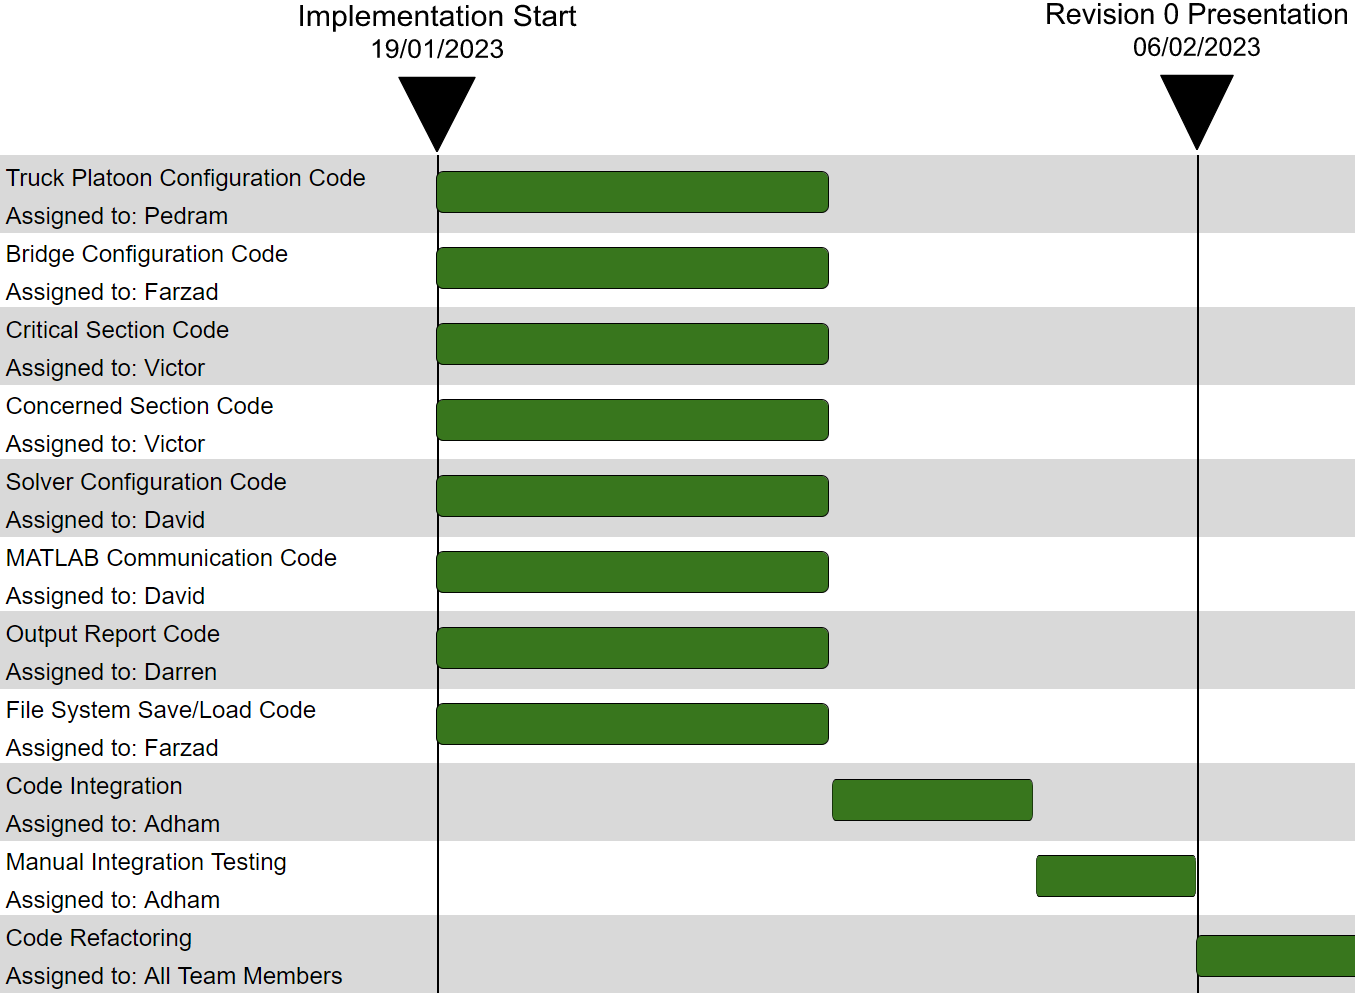 Implementation Start
19/01/2023
Revision 0 Presentation
06/02/2023
Truck Platoon Configuration Code
Assigned to: Pedram
Bridge Configuration Code
Assigned to: Farzad
Critical Section Code
Assigned to: Victor
Concerned Section Code
Assigned to: Victor
Solver Configuration Code
Assigned to: David
MATLAB Communication Code
Assigned to: David
Output Report Code
Assigned to: Darren
File System Save/Load Code
Assigned to: Farzad
Code Integration
Assigned to: Adham
Manual Integration Testing
Assigned to: Adham
Code Refactoring
Assigned to: All Team Members